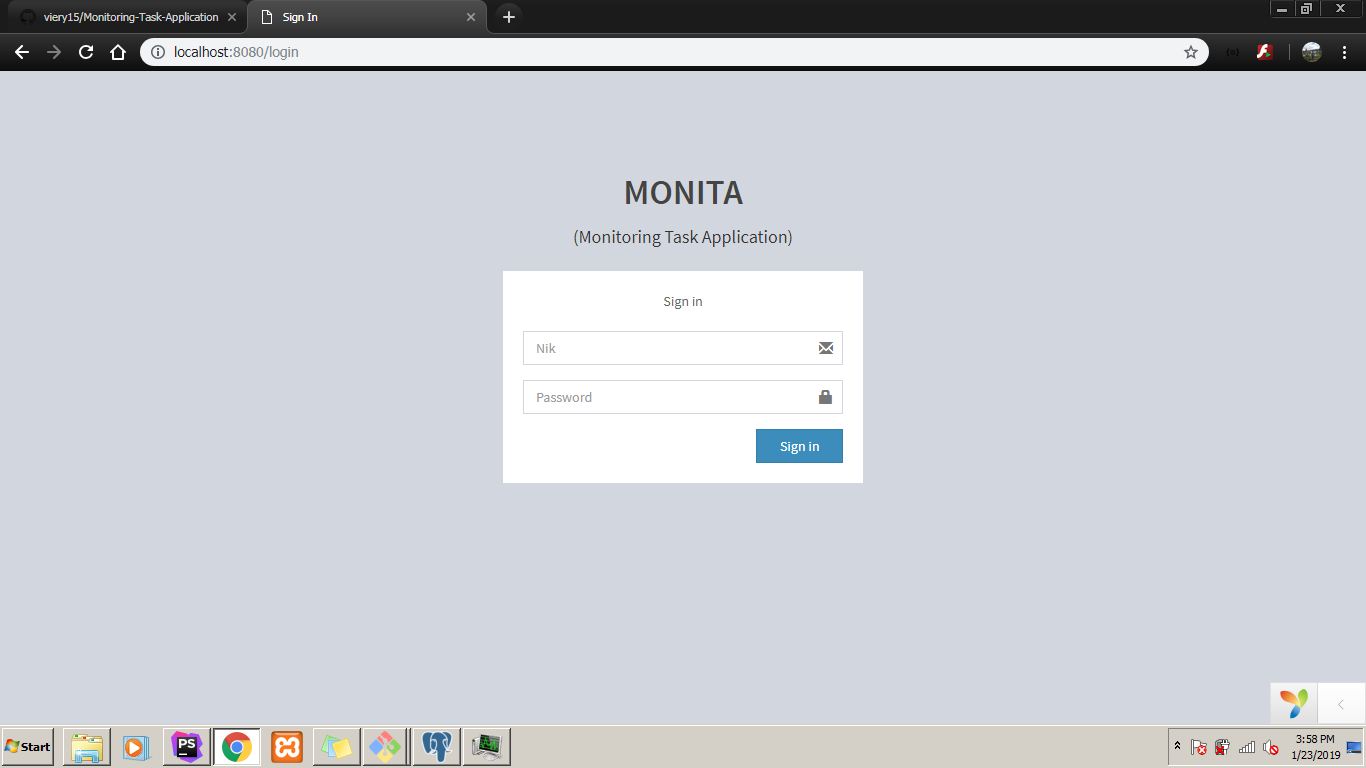 viery15/Monitoring-Task-Application
Sign In
localhost:8080/login
MONITA
(Monitoring Task Application)
Sign in
Nik
Password
Sign in
Start
PS
3:58 PM
1/23/2019